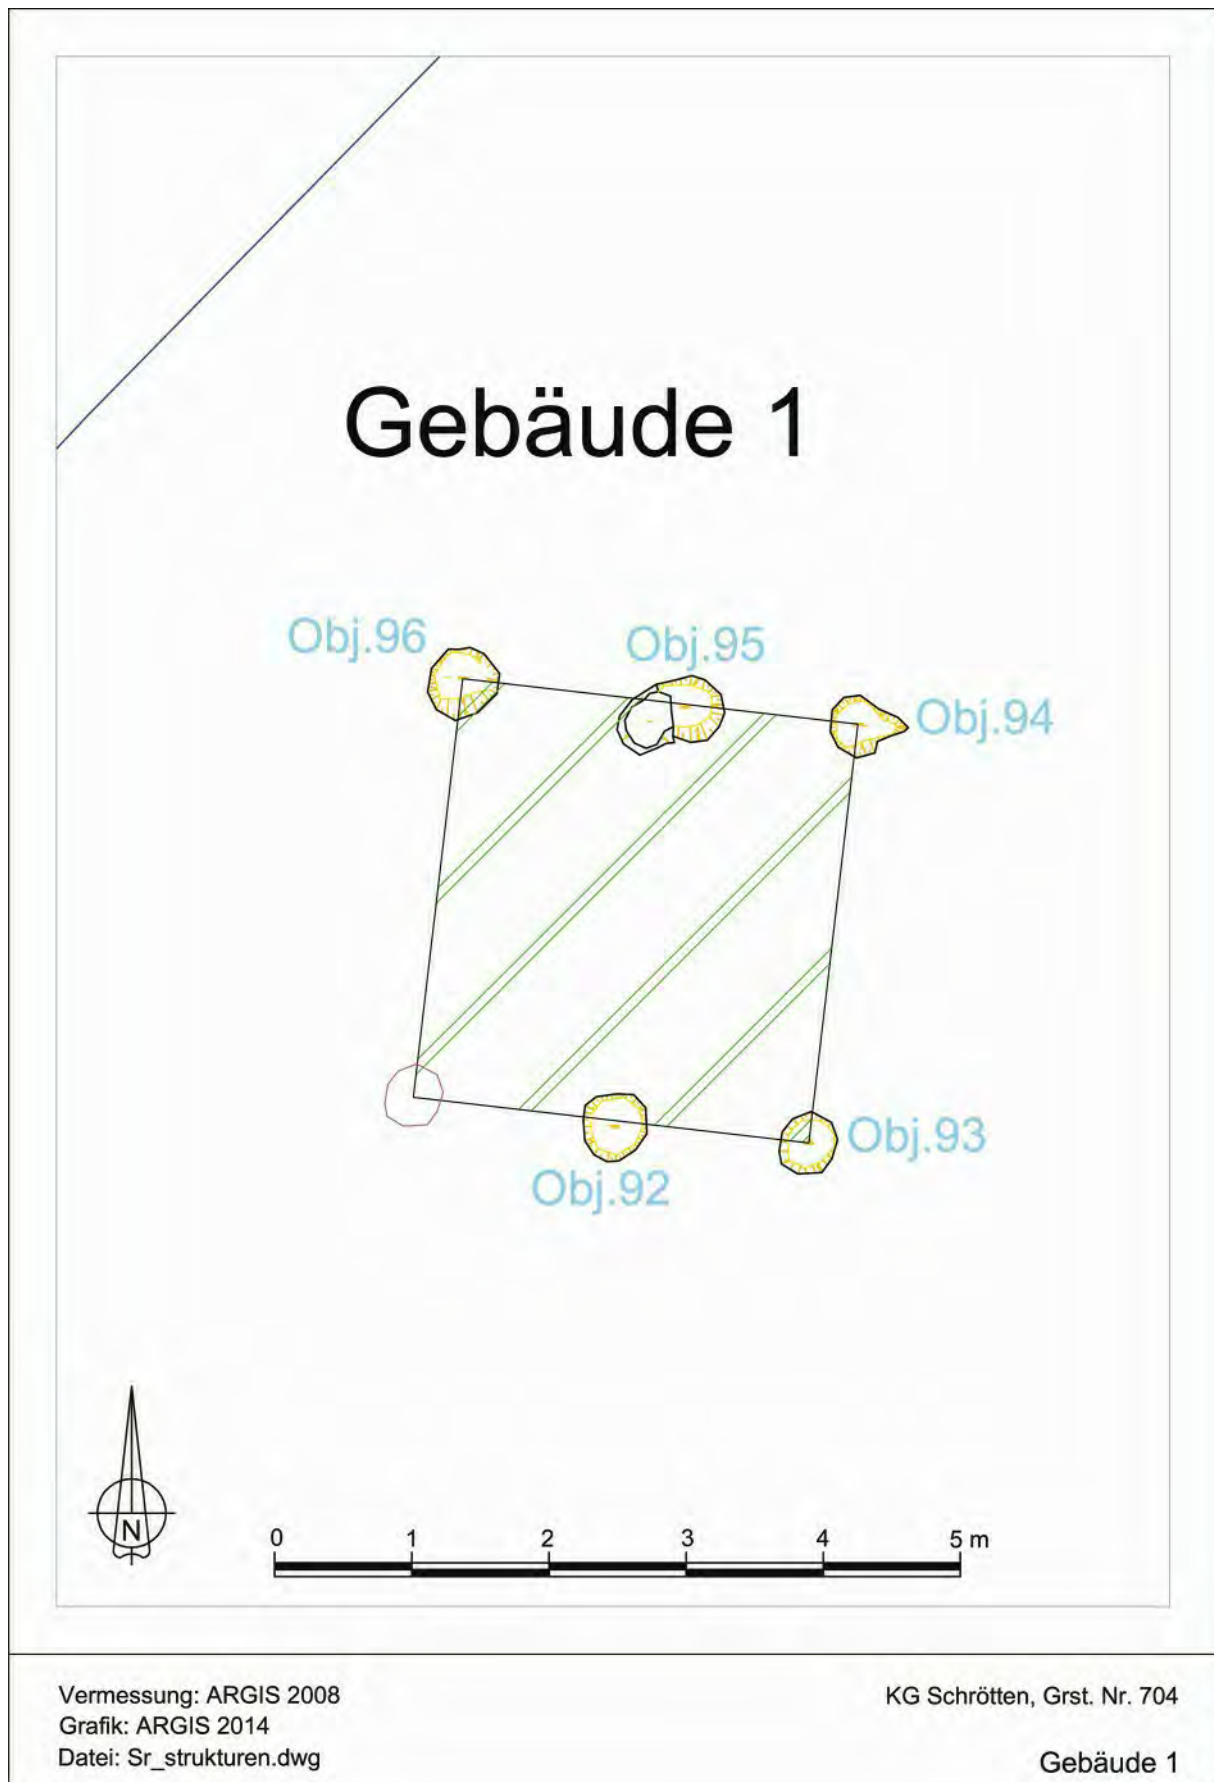 Gebäude 1
Obj.96
Obj.95
Obj.94
Obj.93
Obj.92
N
0 1 2 3 4 5 m
Vermessung: ARGIS 2008
Grafik: ARGIS 2014
Datei: Sr_strukturen.dwg
KG Schrötten, Grst. Nr. 704
Gebäude 1